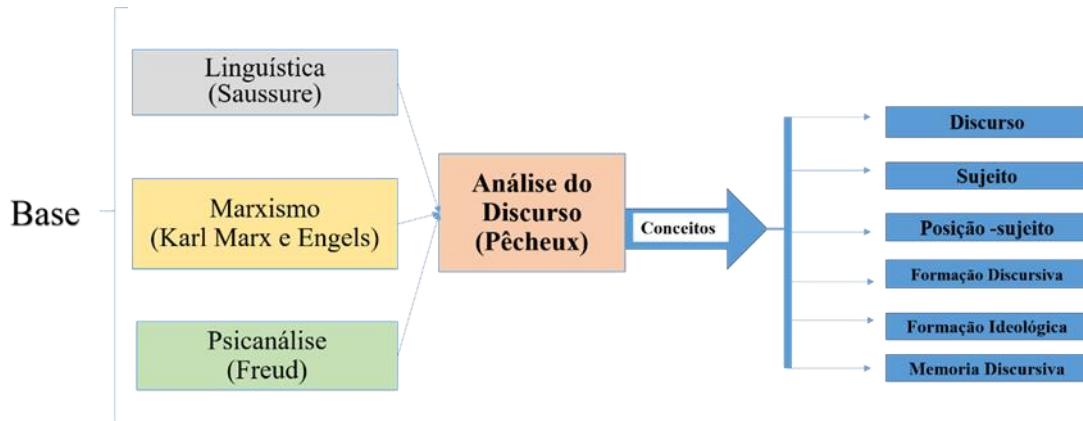 Base
Linguística
(Saussure)
Marxismo
(Karl Marx e Engels)
Psicanálise
(Freud)
Análise do
Discurso
(Pêcheux)
Conceitos
Discurso
Sujeito
Posição -sujeito
Formação Discursiva
Formação Ideológica
Memoria Discursiva